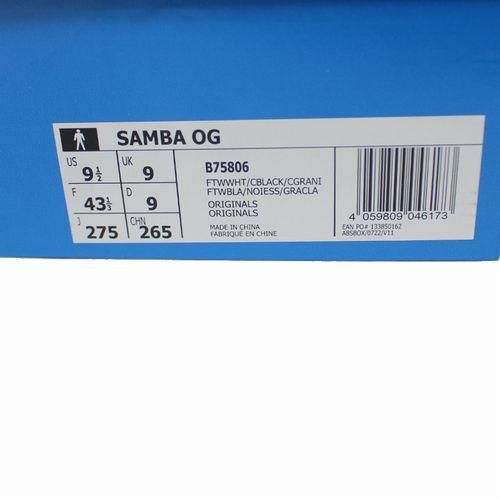 SAMBA OG
US 9½ UK 9
F 43⅓ D 9
J 275 CHN 265
B75806
FTWWHT/CBLACK/CGRANI
FTWBLA/NOIESS/GRACLA
ORIGINALS
ORIGINALS
MADE IN CHINA
FABRIQUÉ EN CHINE
4 059809 046173
EAN PO# 133850162
ABSBOX/0722/V11